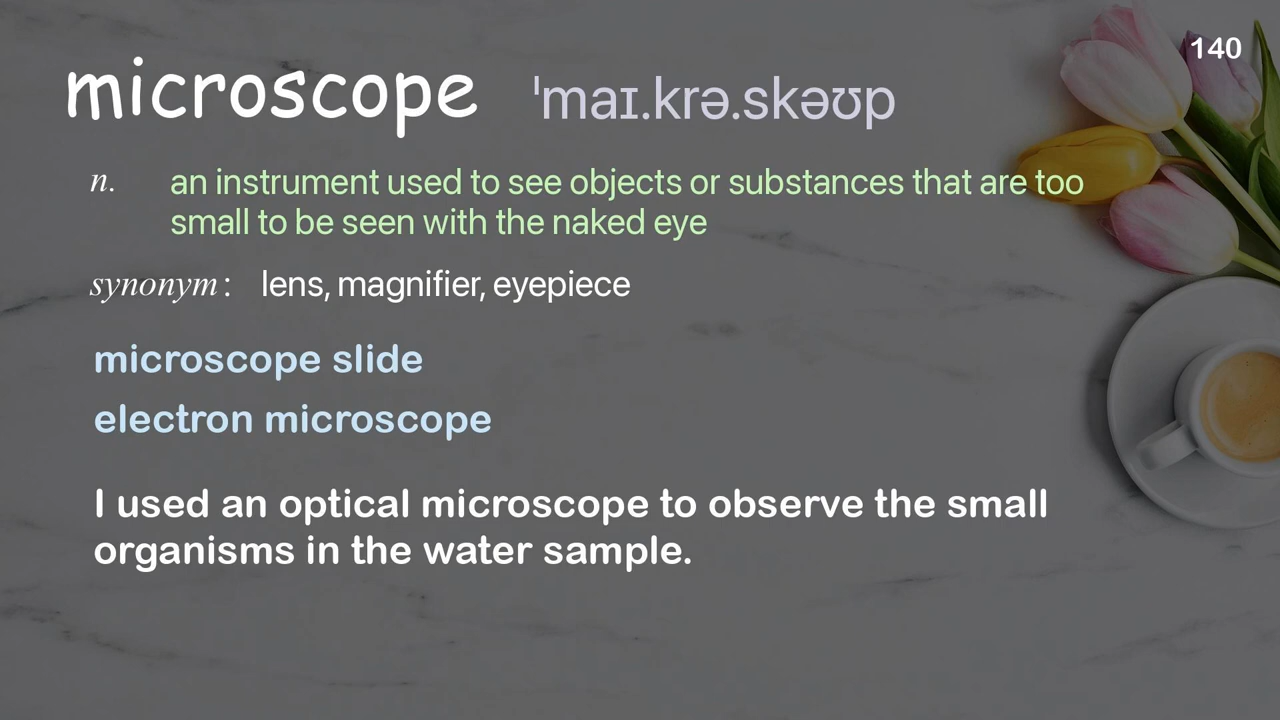 140
microscope ˈmaɪ.krə.skəʊp
n. an instrument used to see objects or substances that are too
small to be seen with the naked eye
synonym: lens, magnifier, eyepiece
microscope slide
electron microscope
I used an optical microscope to observe the small
organisms in the water sample.